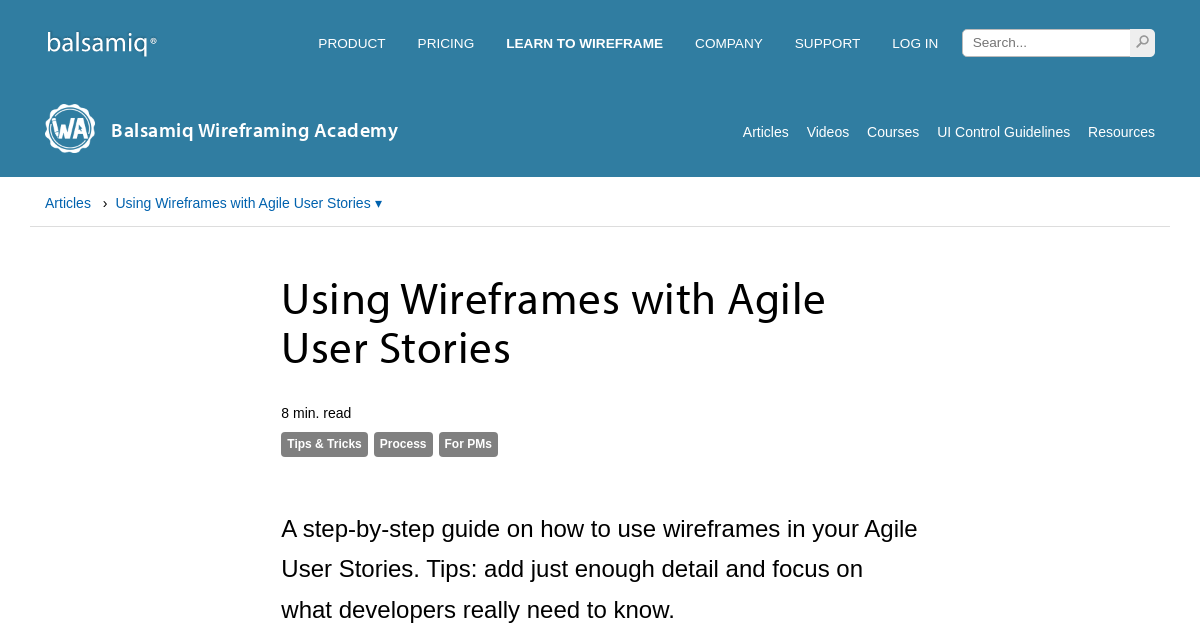 balsamiq®
PRODUCT PRICING LEARN TO WIREFRAME COMPANY SUPPORT LOG IN Search...
WA Balsamiq Wireframing Academy Articles Videos Courses UI Control Guidelines Resources
Articles › Using Wireframes with Agile User Stories ▾
Using Wireframes with Agile
User Stories
8 min. read
Tips & Tricks Process For PMs
A step-by-step guide on how to use wireframes in your Agile
User Stories. Tips: add just enough detail and focus on
what developers really need to know.